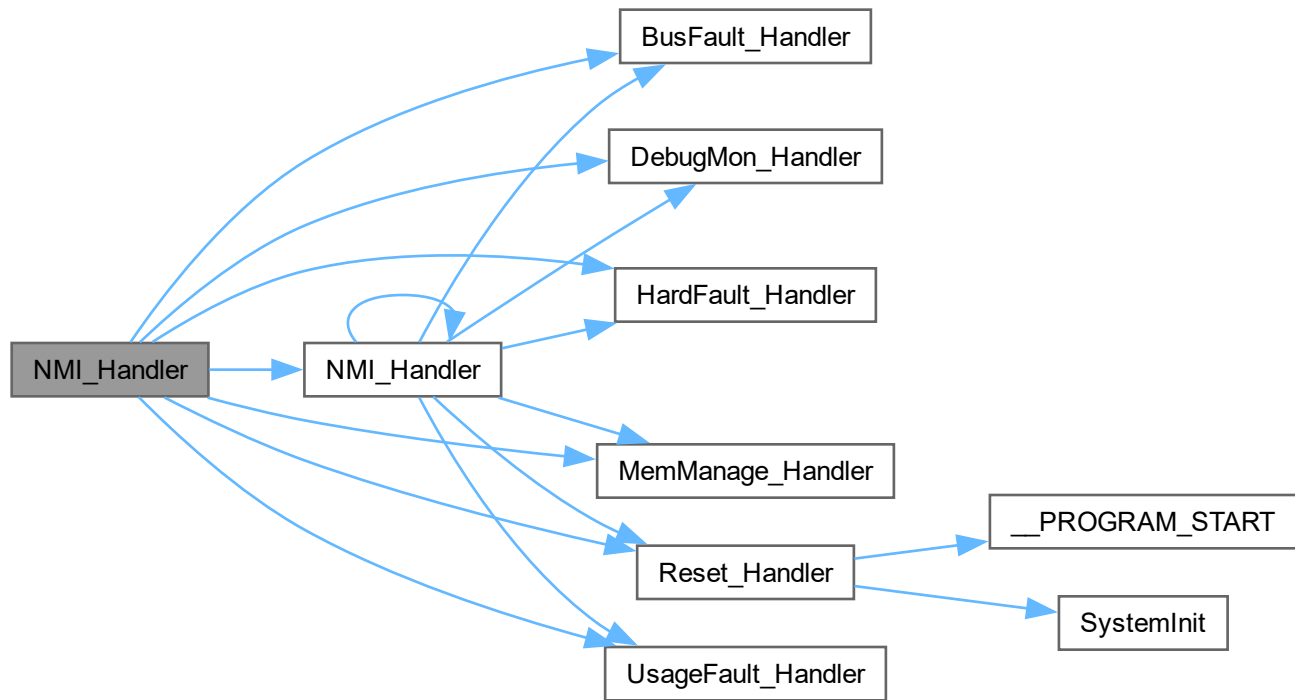 BusFault_Handler
DebugMon_Handler
HardFault_Handler
NMI_Handler
NMI_Handler
MemManage_Handler
__PROGRAM_START
Reset_Handler
SystemInit
UsageFault_Handler